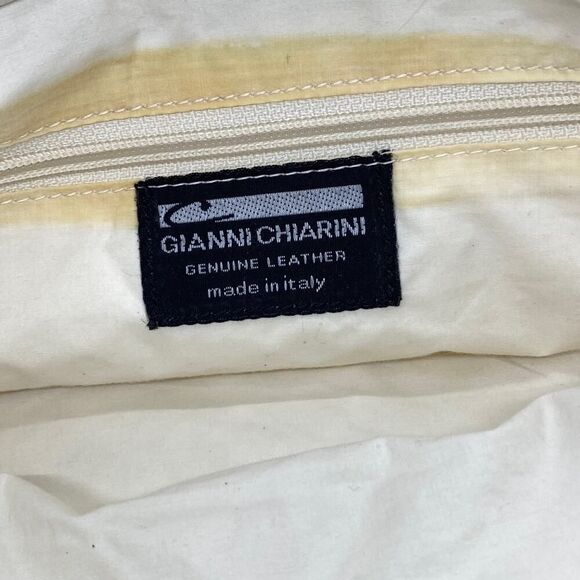 GIANNI CHIARINI
GENUINE LEATHER
made in italy